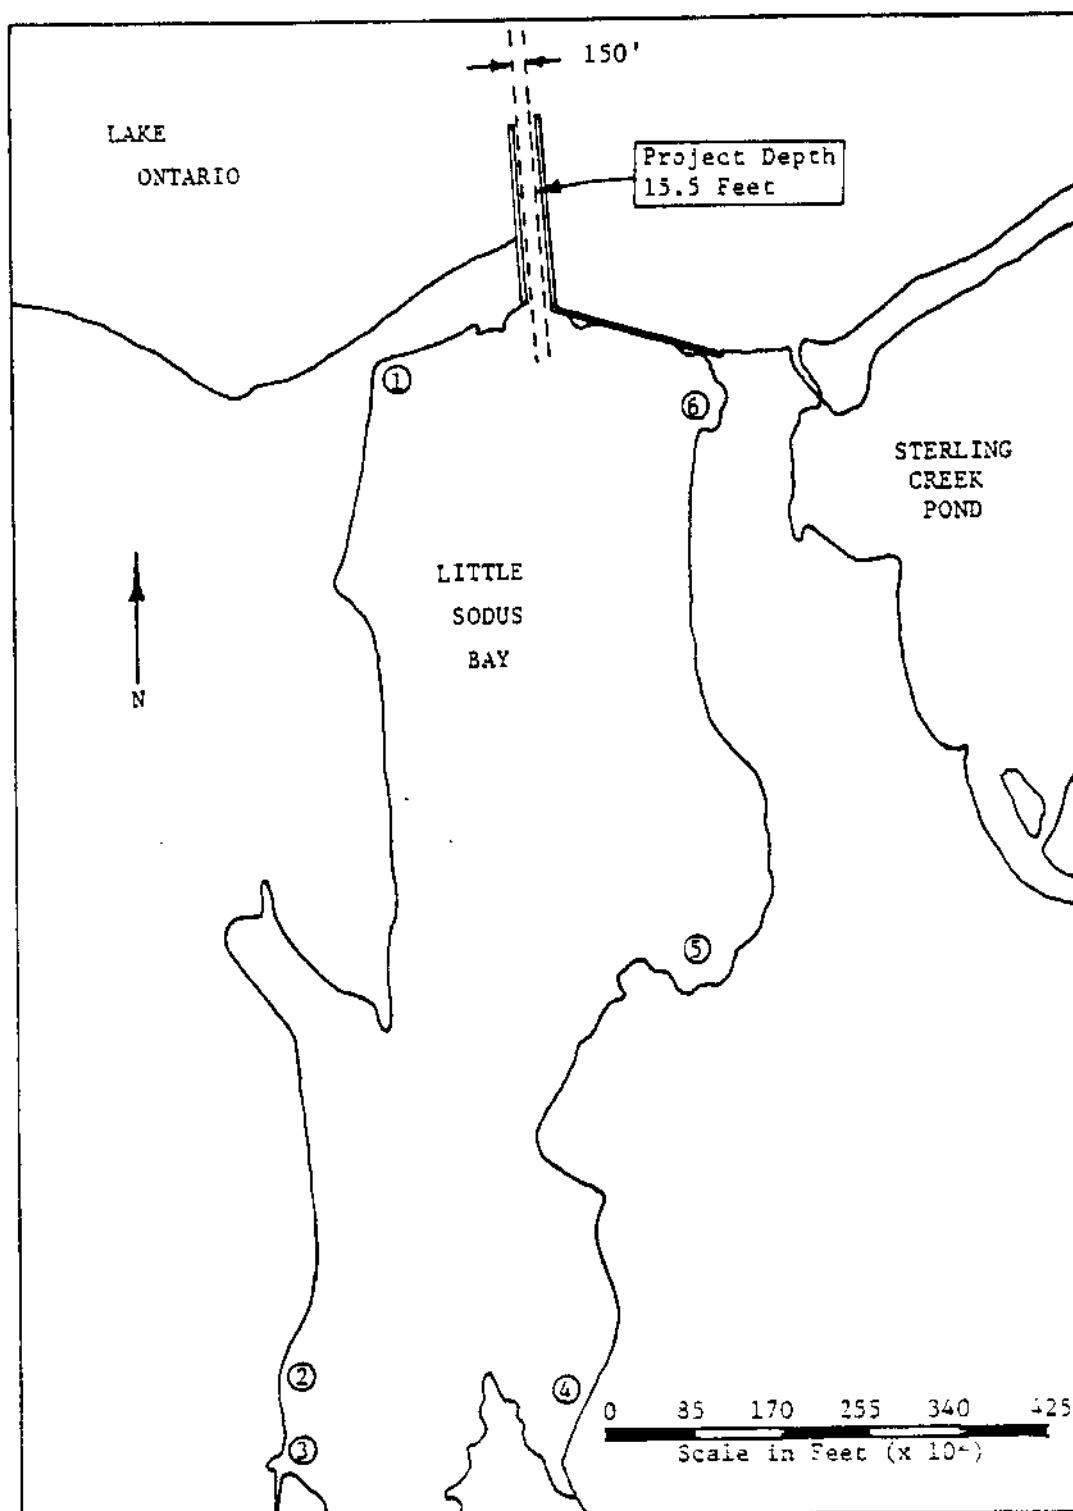 150'
LAKE
ONTARIO
Project Depth
15.5 Feet
1
6
STERLING
CREEK
POND
LITTLE
SODUS
BAY
N
5
2
4
3
0 85 170 255 340 425
Scale in Feet (x 10